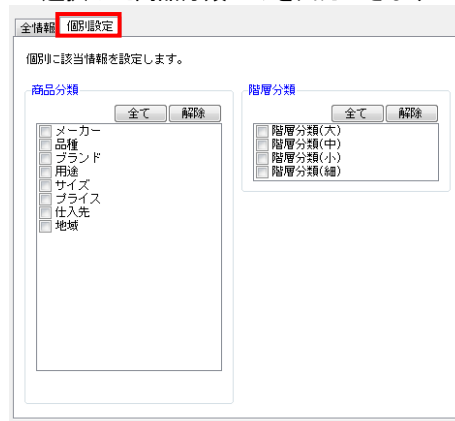 全情報 個別設定
個別に該当情報を設定します。
商品分類
全て 解除
メーカー
品種
ブランド
用途
サイズ
プライス
仕入先
地域
階層分類
全て 解除
階層分類(大)
階層分類(中)
階層分類(小)
階層分類(細)